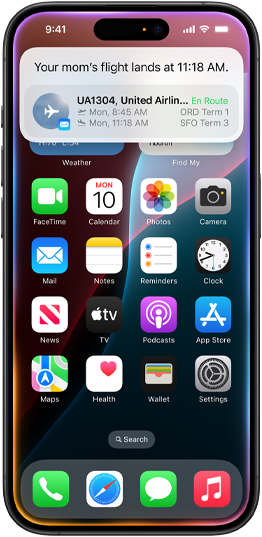 9:41
Your mom's flight lands at 11:18 AM.
UA1304, United Airlin... En Route
Mon, 8:45 AM ORD Term 1
Mon, 11:18 AM SFO Term 3
Weather Find My
MON
10
FaceTime Calendar Photos Camera
Mail Notes Reminders Clock
tv
News TV Podcasts App Store
Maps Health Wallet Settings
Search